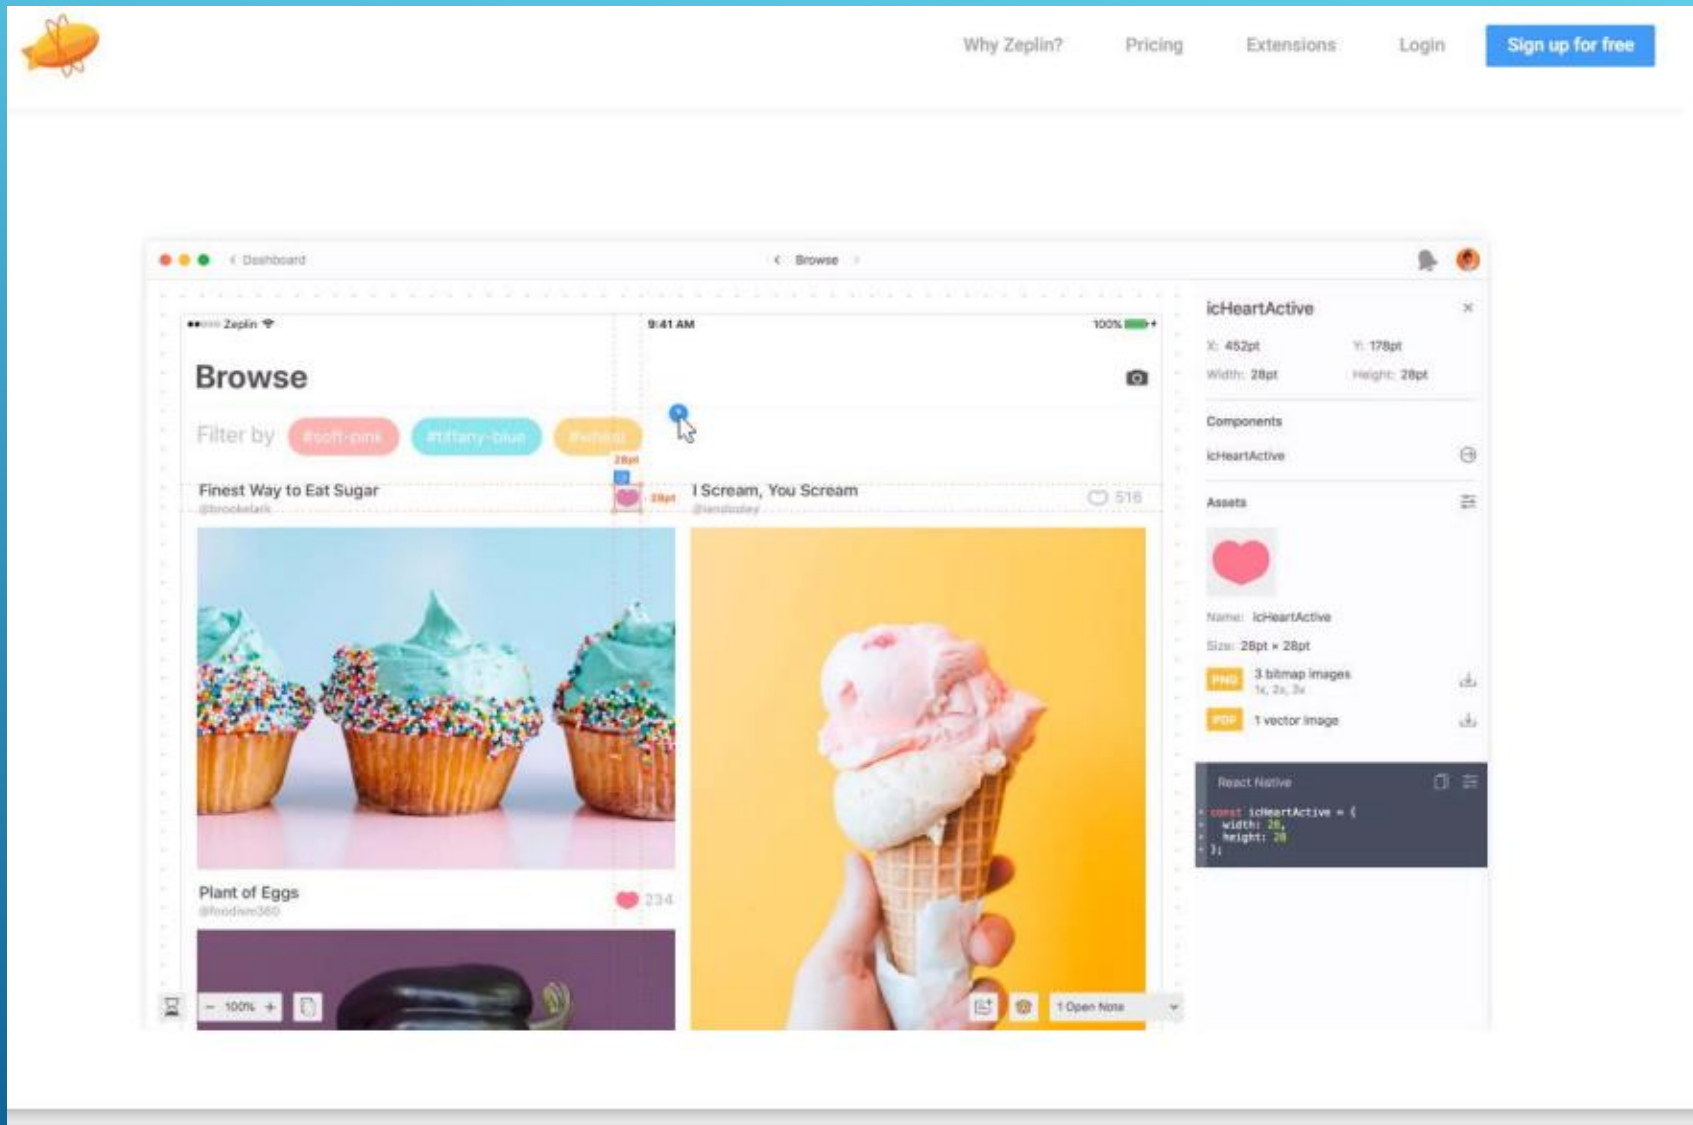 Why Zeplin? Pricing Extensions Login Sign up for free
Dashboard
Browse
Zeplin
9:41 AM
100%
Browse
Filter by #soft-pink #tiffany-blue #wheat
28pt
28pt
Finest Way to Eat Sugar
@brookelark
I Scream, You Scream
516
Plant of Eggs
@foodism360
234
- 100% +
1 Open Note
icHeartActive
X: 452pt Y: 178pt
Width: 28pt Height: 28pt
Components
icHeartActive
Assets
Name: icHeartActive
Size: 28pt × 28pt
PNG 3 bitmap images
1x, 2x, 3x
PDF 1 vector image
React Native
const icHeartActive = {
width: 28,
height: 28
};